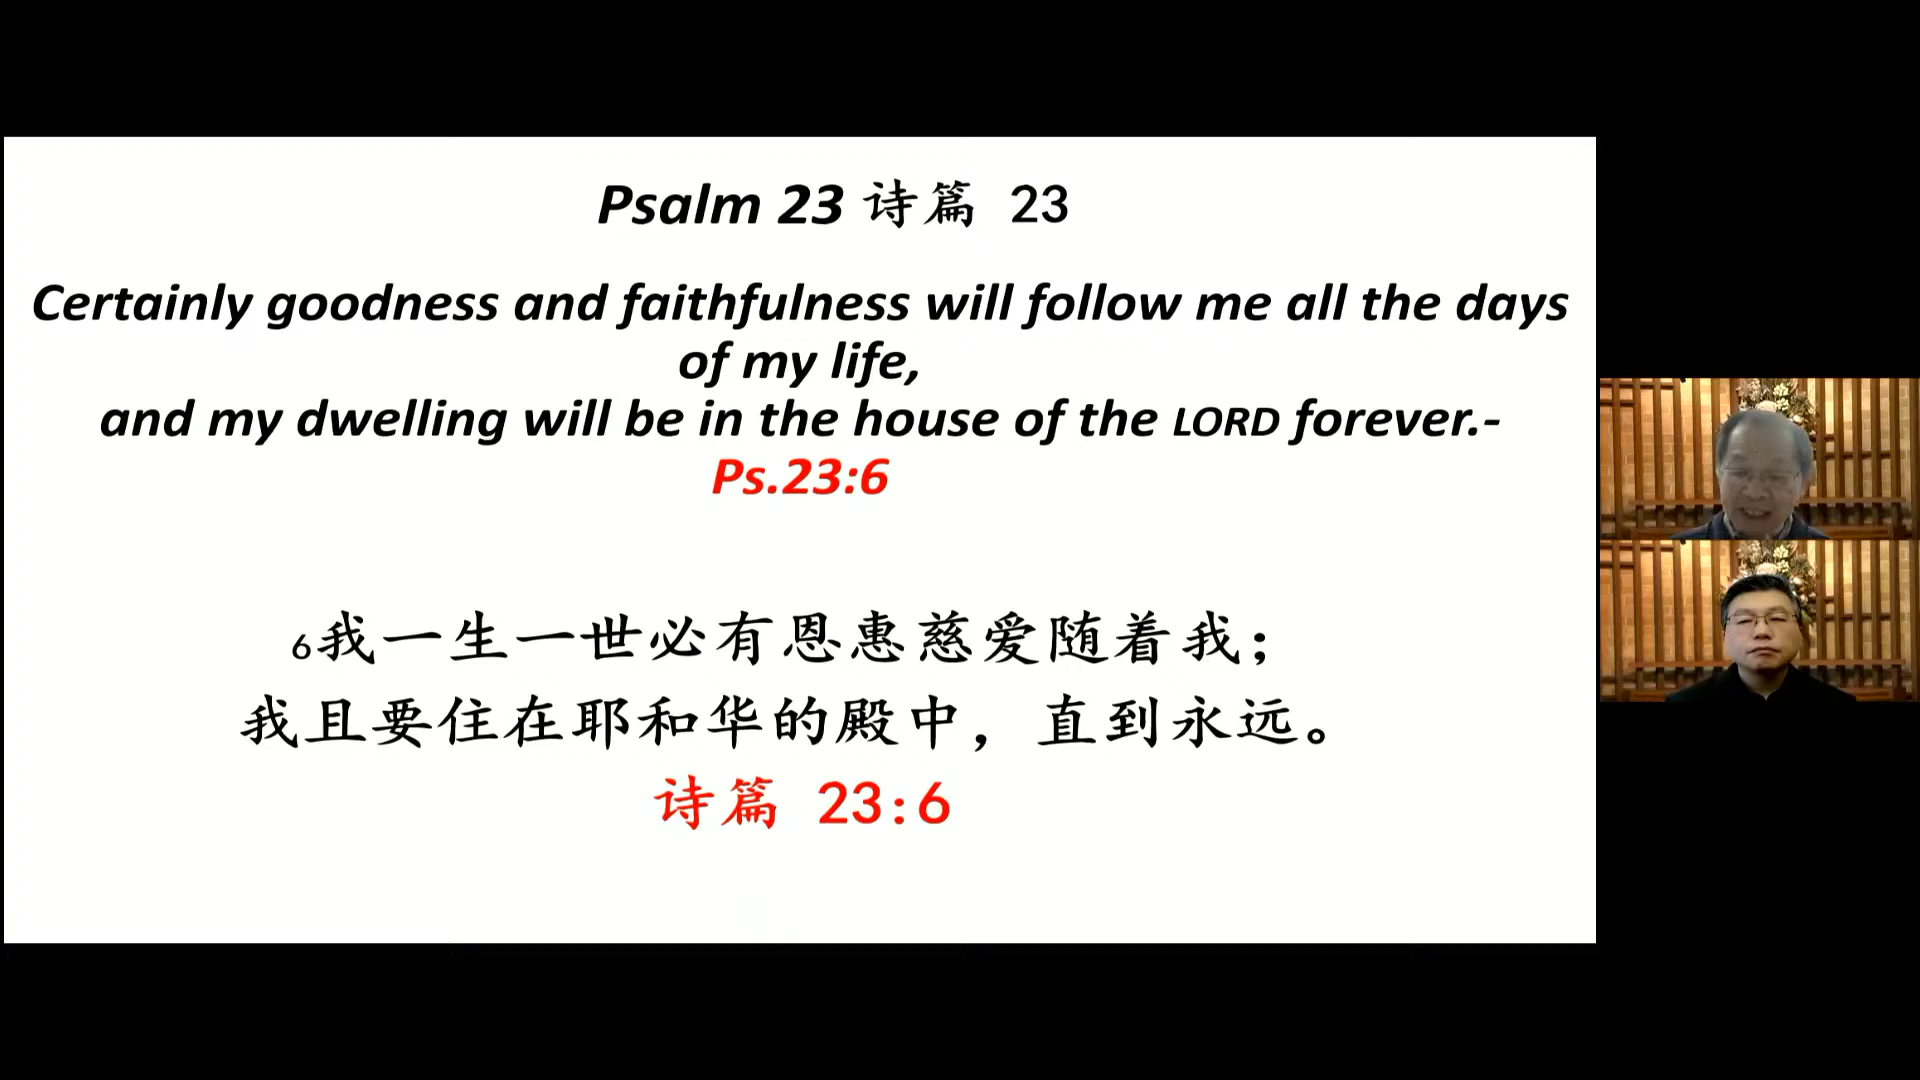 Psalm 23 诗篇 23
Certainly goodness and faithfulness will follow me all the days
of my life,
and my dwelling will be in the house of the LORD forever.-
Ps.23:6
6我一生一世必有恩惠慈爱随着我；
我且要住在耶和华的殿中，直到永远。
诗篇 23:6